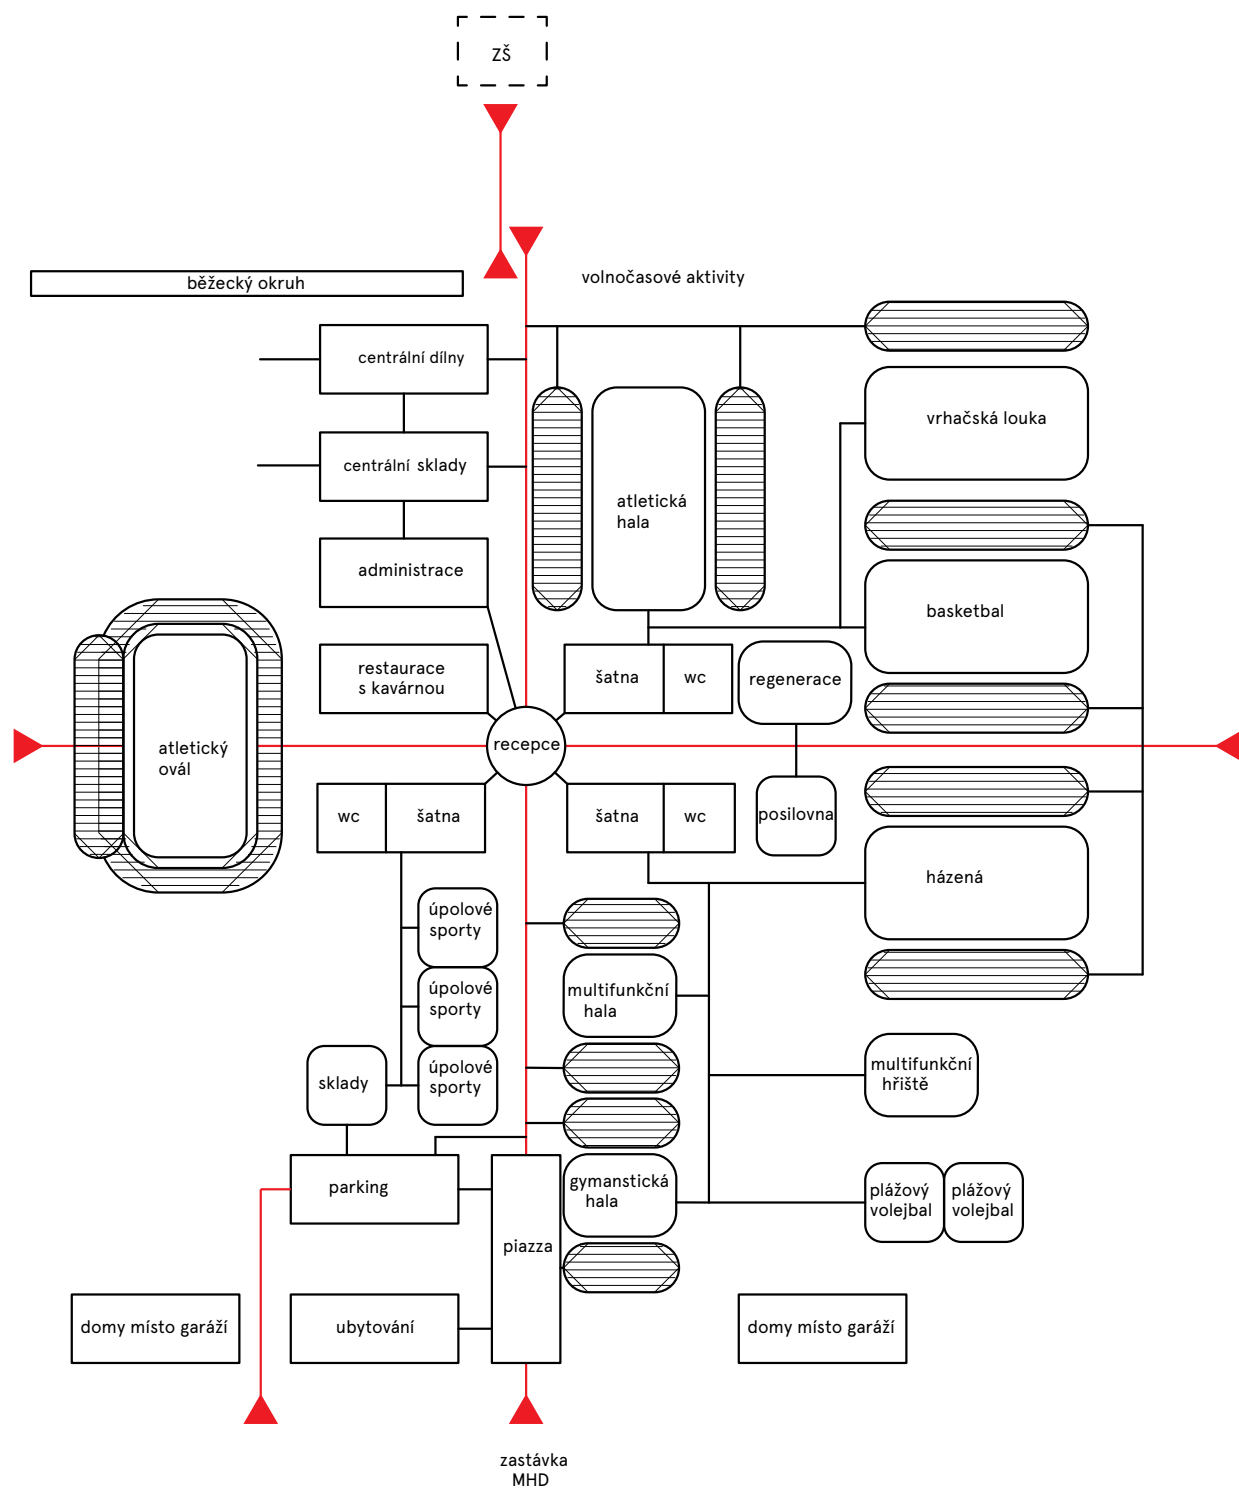 ZŠ
běžecký okruh
volnočasové aktivity
centrální dílny
vrhačská louka
centrální sklady
atletická
hala
administrace
basketbal
restaurace
s kavárnou
šatna
wc
regenerace
recepce
atletický
ovál
wc
šatna
šatna
wc
posilovna
házená
úpolové
sporty
úpolové
sporty
multifunkční
hala
úpolové
sporty
sklady
multifunkční
hřiště
parking
gymanstická
hala
plážový
volejbal
plážový
volejbal
piazza
domy místo garáží
ubytování
domy místo garáží
zastávka
MHD